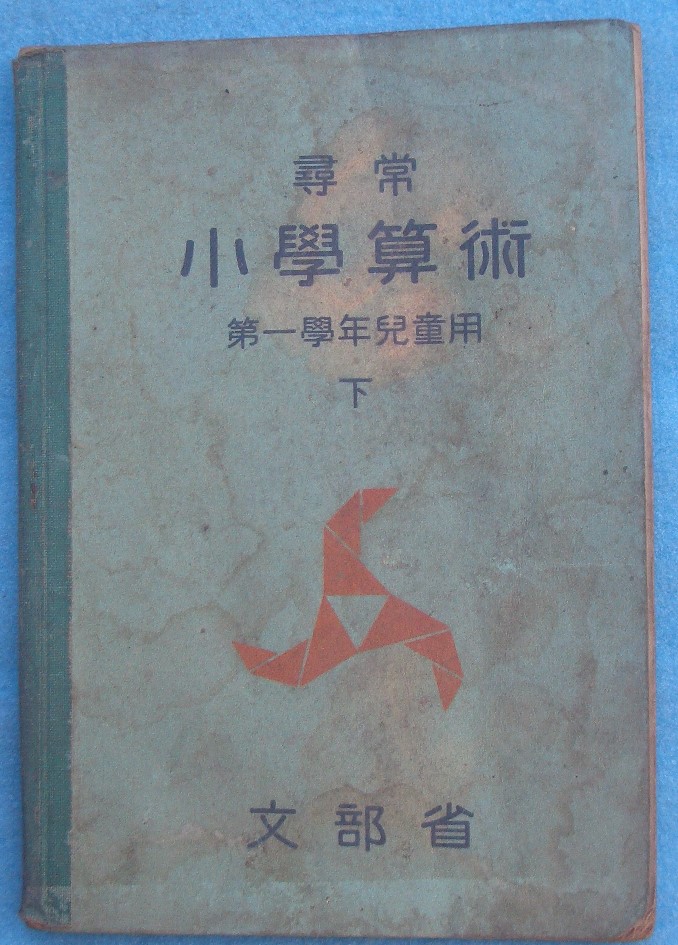 尋常
小學算術
第一學年兒童用
下
文部省